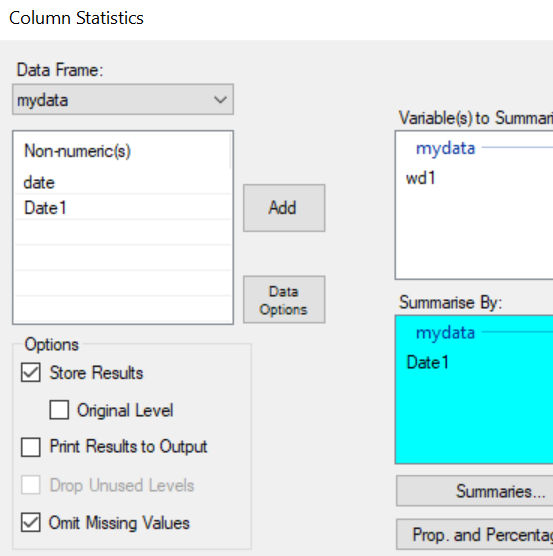 Column Statistics
Data Frame:
mydata
Non-numeric(s)
date
Date1
Add
Data
Options
Variable(s) to Summari
mydata
wd1
Summarise By:
mydata
Date1
Options
Store Results
Original Level
Print Results to Output
Drop Unused Levels
Omit Missing Values
Summaries...
Prop. and Percentag